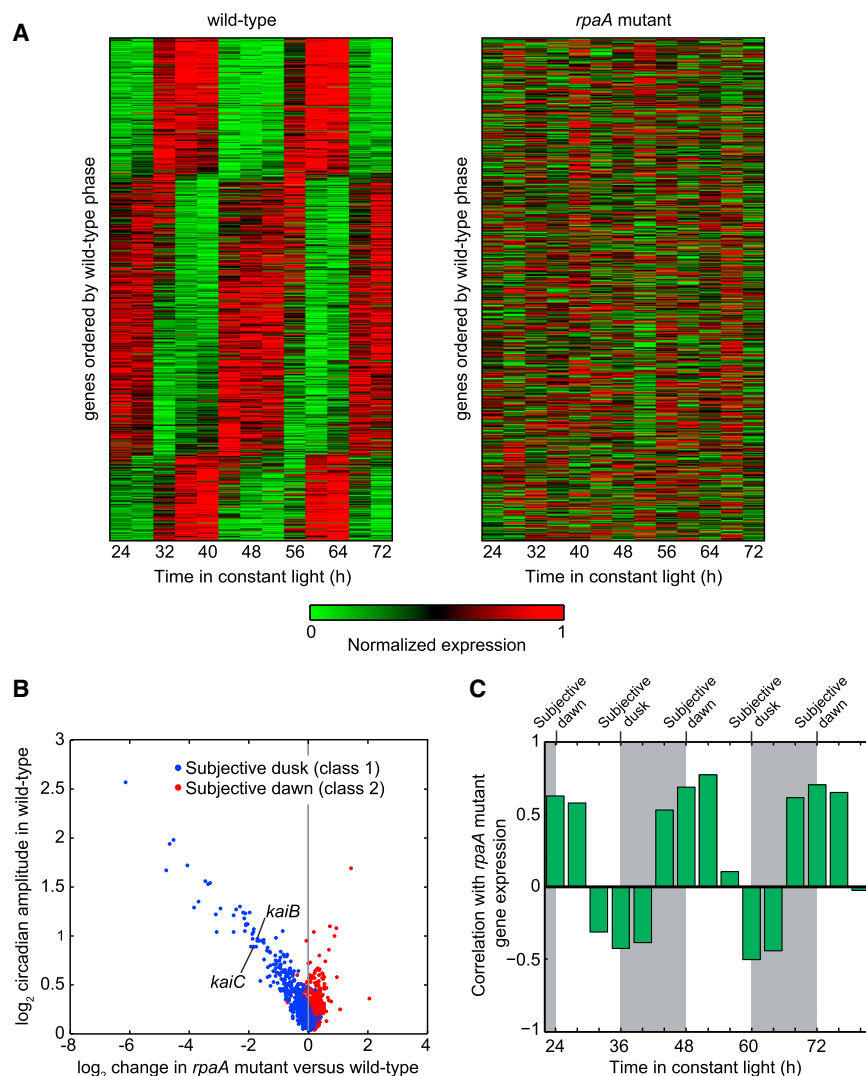 A
wild-type
rpaA mutant
genes ordered by wild-type phase
genes ordered by wild-type phase
24 32 40 48 56 64 72
24 32 40 48 56 64 72
Time in constant light (h)
Time in constant light (h)
0 1
Normalized expression
B
3
2.5
2
1.5
1
0.5
0
log2 circadian amplitude in wild-type
Subjective dusk (class 1)
Subjective dawn (class 2)
kaiB
kaiC
-8 -6 -4 -2 0 2 4
log2 change in rpaA mutant versus wild-type
C
Subjective
dawn
Subjective
dusk
Subjective
dawn
Subjective
dusk
Subjective
dawn
1
0.5
0
−0.5
−1
Correlation with rpaA mutant
gene expression
24 36 48 60 72
Time in constant light (h)